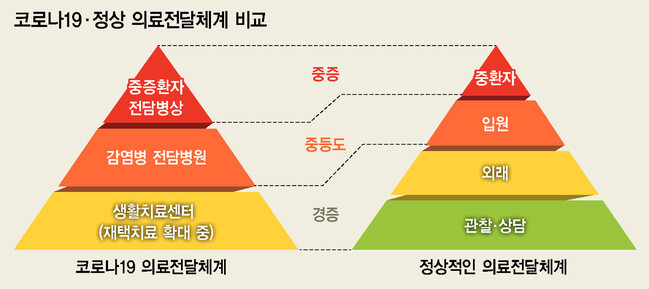 코로나19·정상 의료전달체계 비교
중증환자
전담병상
감염병 전담병원
생활치료센터
(재택치료 확대 중)
코로나19 의료전달체계
중증
중등도
경증
중환자
입원
외래
관찰·상담
정상적인 의료전달체계